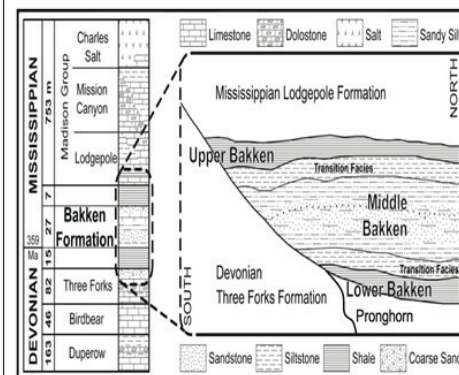 Limestone
Dolostone
Salt
Sandy Silt
MISSISSIPPIAN
753 m
Madison Group
Charles
Salt
Mission
Canyon
Lodgepole
7
27
Bakken
Formation
359
Ma
15
DEVONIAN
82
Three Forks
46
Birdbear
163
Duperow
NORTH
Mississippian Lodgepole Formation
Upper Bakken
Transition Facies
Middle
Bakken
Devonian
Three Forks Formation
Transition Facies
Lower Bakken
Pronghorn
SOUTH
Sandstone
Siltstone
Shale
Coarse Sand